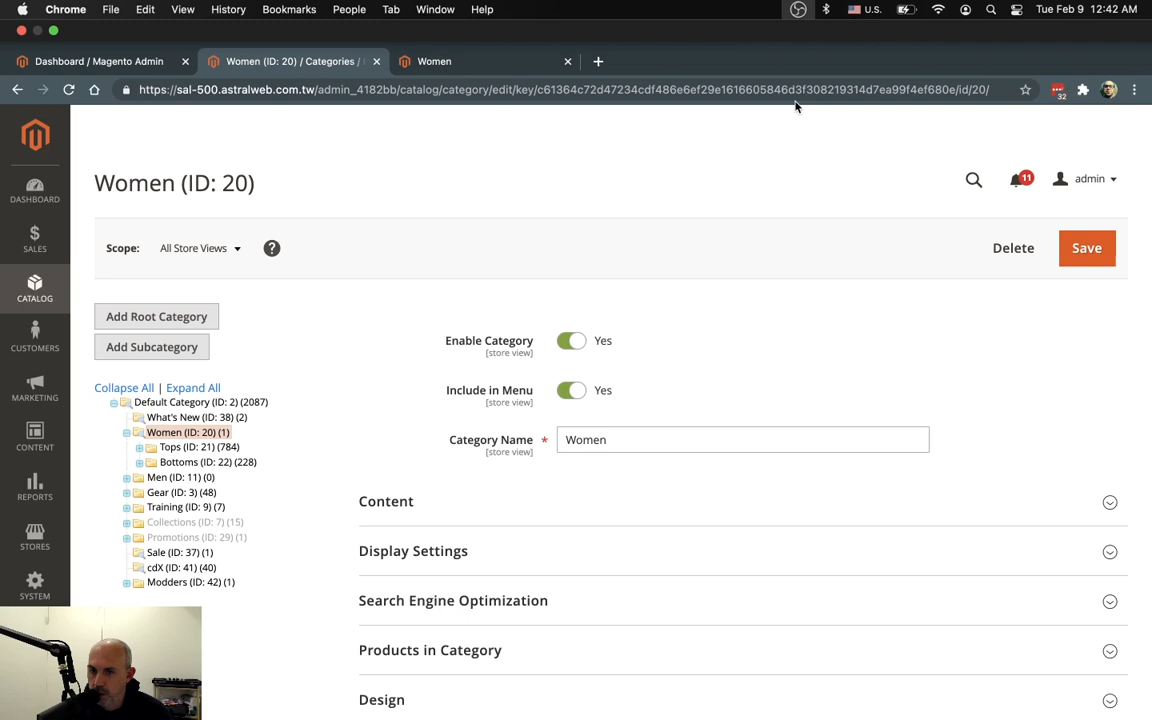 Chrome File Edit View History Bookmarks People Tab Window Help U.S. Tue Feb 9 12:42 AM
Dashboard / Magento Admin Women (ID: 20) / Categories / Women
https://sal-500.astralweb.com.tw/admin_4182bb/catalog/category/edit/key/c61364c72d47234cdf486e6ef29e1616605846d3f308219314d7ea99f4ef680e/id/20/ 32
Women (ID: 20) 11 admin
DASHBOARD
Scope: All Store Views ? Delete Save
$
SALES
CATALOG
Add Root Category
Add Subcategory
Enable Category Yes
[store view]
CUSTOMERS
Collapse All | Expand All
Include in Menu Yes
[store view]
MARKETING
Default Category (ID: 2) (2087)
What's New (ID: 38) (2)
Women (ID: 20) (1)
Category Name * Women
[store view]
CONTENT
Tops (ID: 21) (784)
Bottoms (ID: 22) (228)
Men (ID: 11) (0)
Gear (ID: 3) (48)
REPORTS
Training (ID: 9) (7)
Content
Collections (ID: 7) (15)
Promotions (ID: 29) (1)
STORES
Sale (ID: 37) (1)
Display Settings
cdX (ID: 41) (40)
Modders (ID: 42) (1)
SYSTEM
Search Engine Optimization
Products in Category
Design